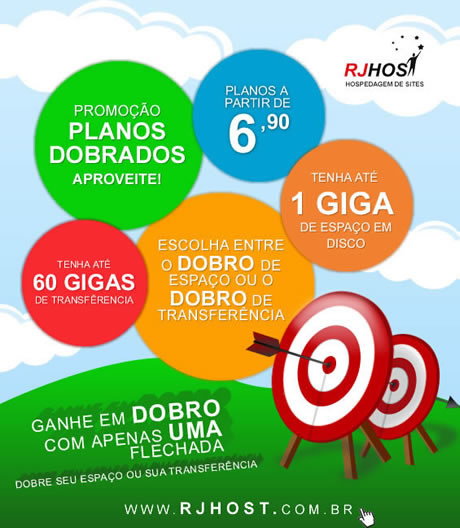 RJHOST
HOSPEDAGEM DE SITES
PROMOÇÃO
PLANOS
DOBRADOS
APROVEITE!
PLANOS A
PARTIR DE
6,90
TENHA ATÉ
1 GIGA
DE ESPAÇO EM
DISCO
TENHA ATÉ
60 GIGAS
DE TRANSFÊRENCIA
ESCOLHA ENTRE
O DOBRO DE
ESPAÇO OU O
DOBRO DE
TRANSFERÊNCIA
GANHE EM DOBRO
COM APENAS UMA
FLECHADA
DOBRE SEU ESPAÇO OU SUA TRANSFERÊNCIA
WWW.RJHOST.COM.BR